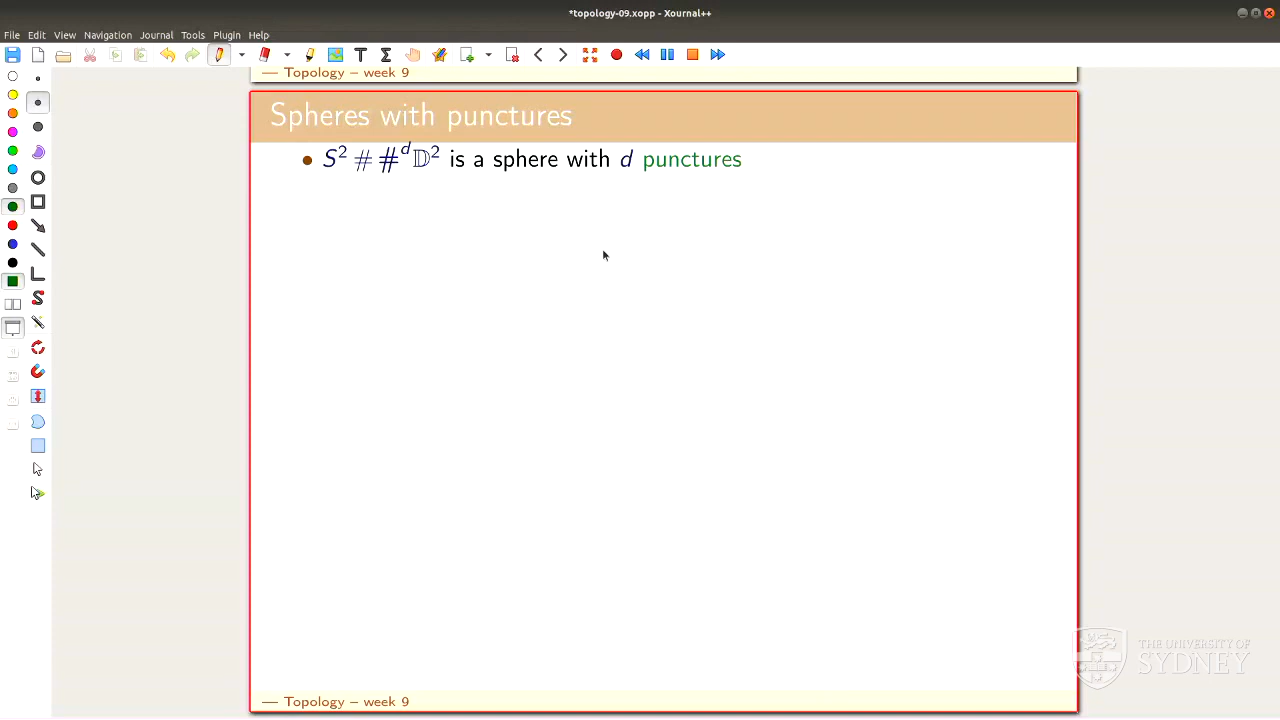 *topology-09.xopp - Xournal++
File Edit View Navigation Journal Tools Plugin Help
— Topology – week 9
Spheres with punctures
• S² # #ᵈ𝔻² is a sphere with d punctures
THE UNIVERSITY OF
SYDNEY
— Topology – week 9